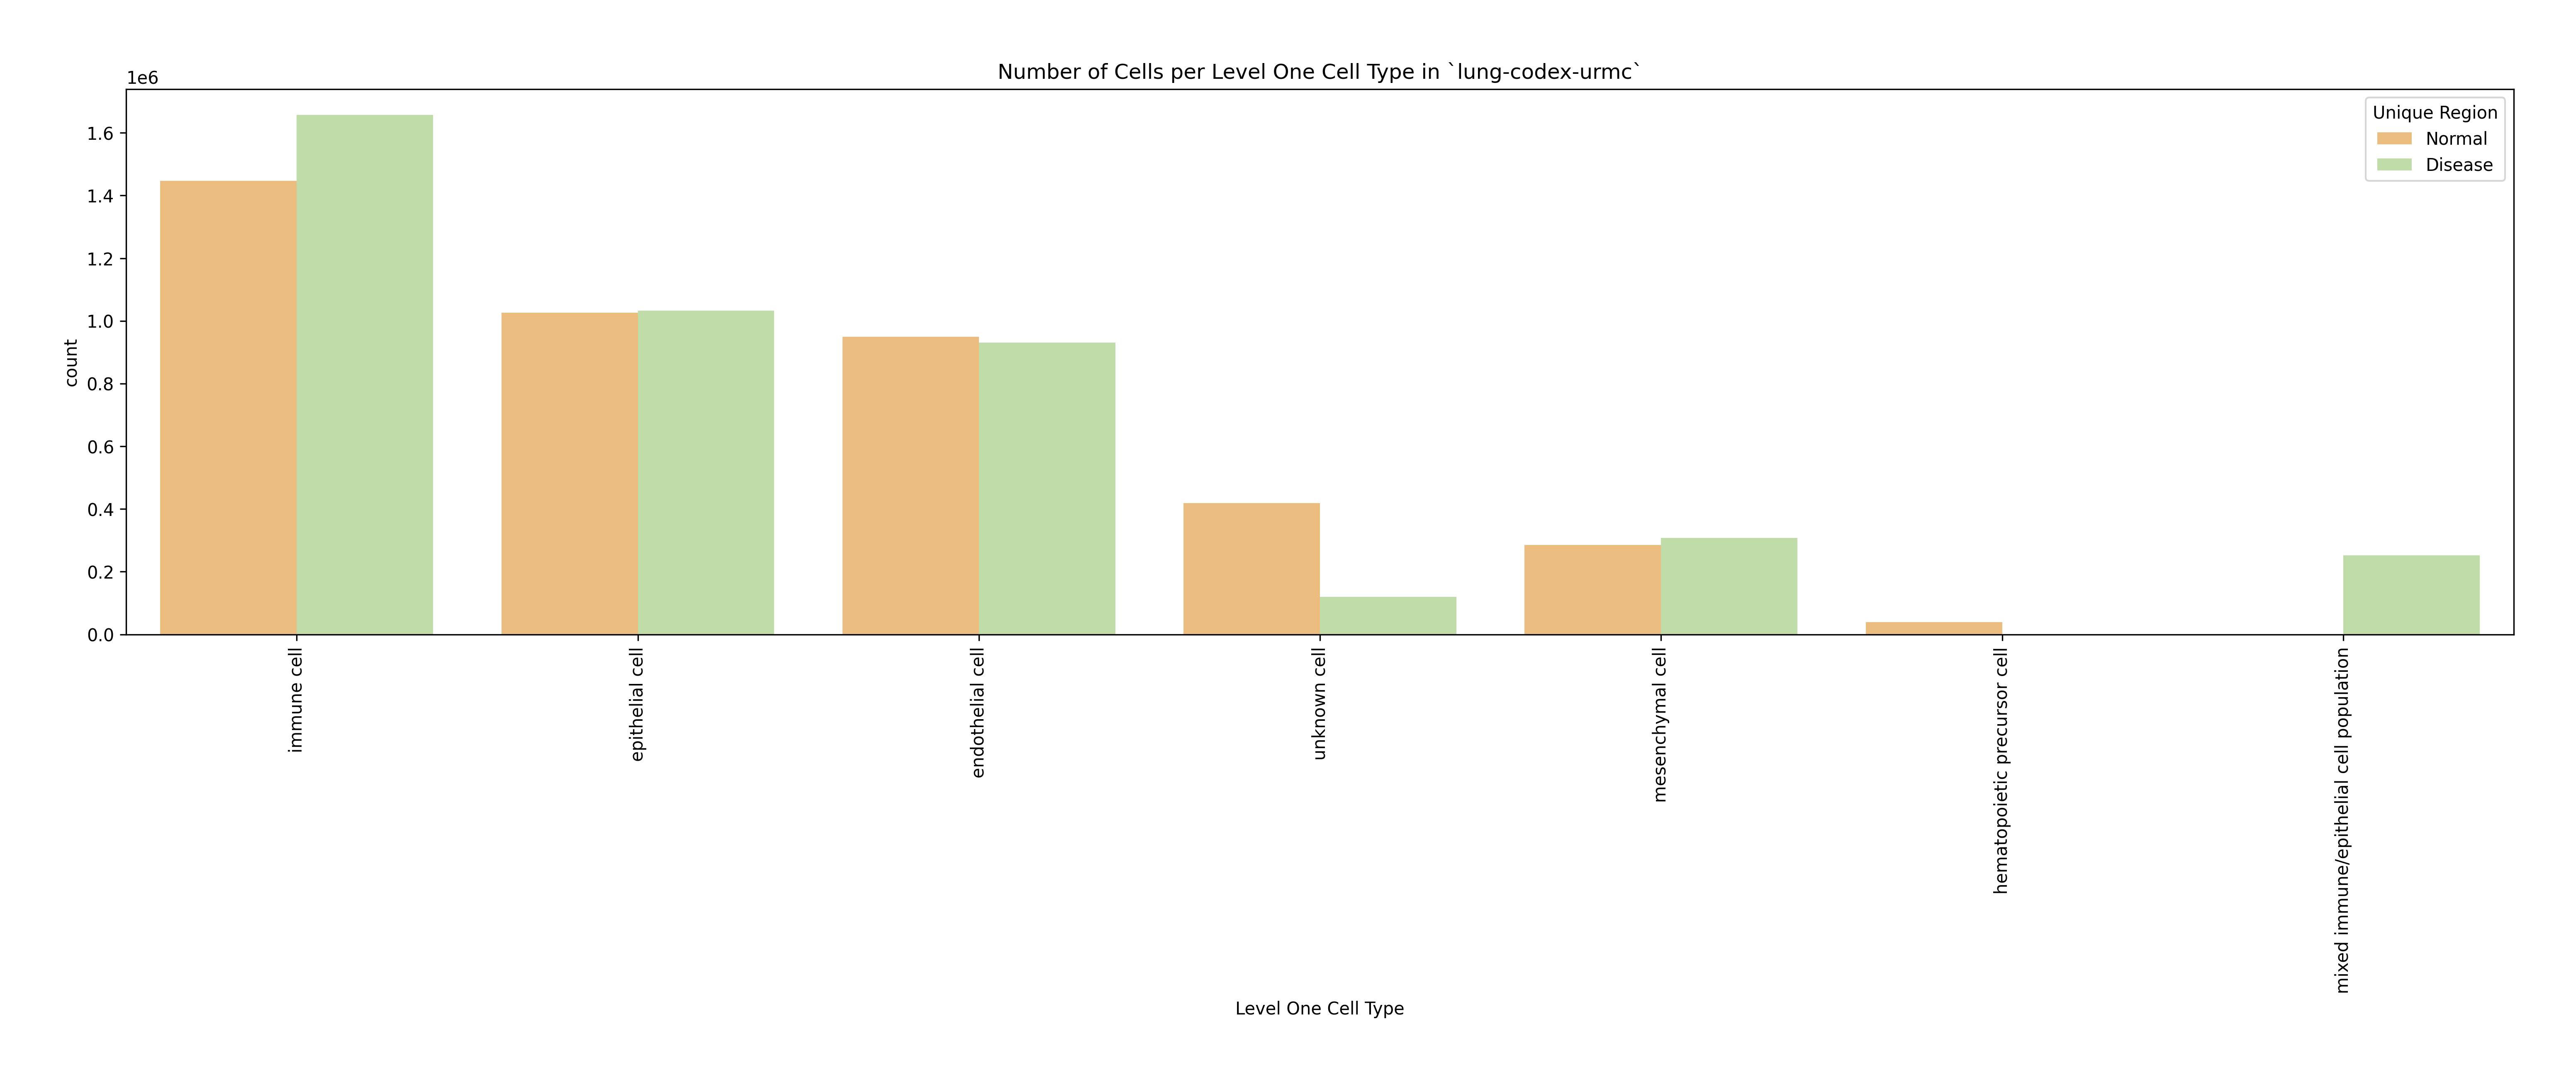 Number of Cells per Level One Cell Type in `lung-codex-urmc`
1e6
1.6
1.4
1.2
1.0
0.8
0.6
0.4
0.2
0.0
count
Unique Region
Normal
Disease
immune cell
epithelial cell
endothelial cell
unknown cell
mesenchymal cell
hematopoietic precursor cell
mixed immune/epithelial cell population
Level One Cell Type